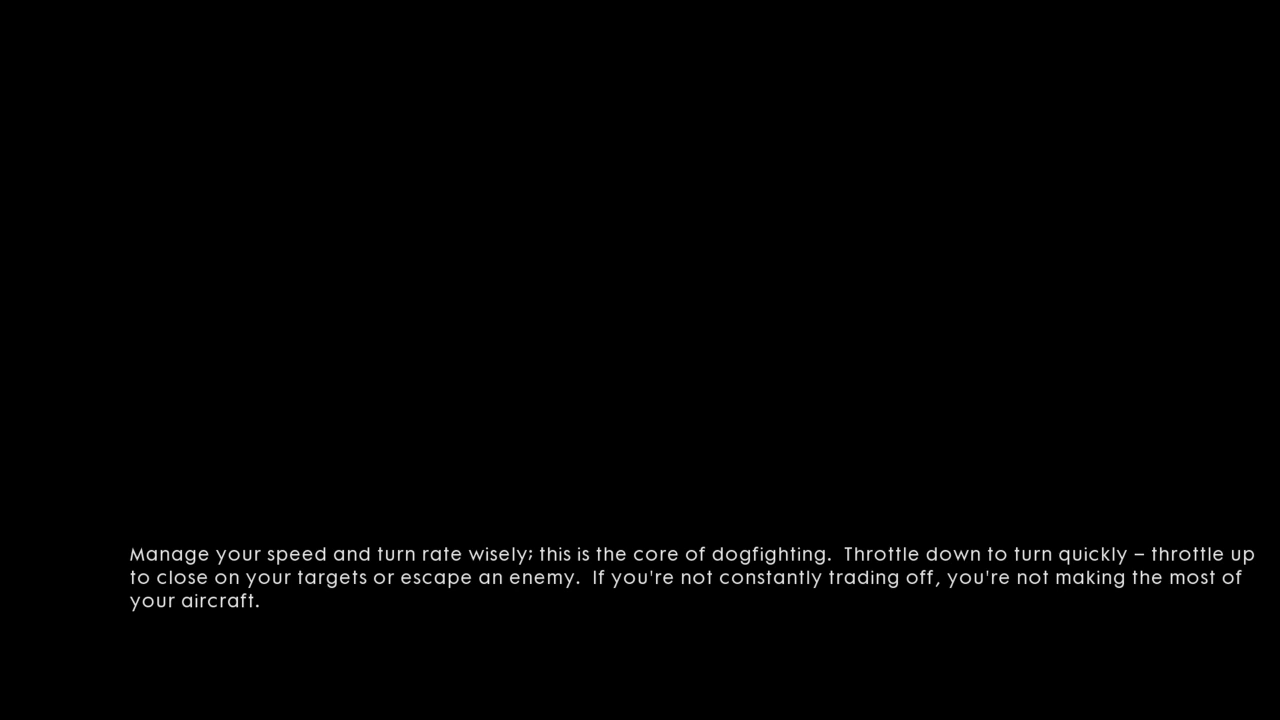 Manage your speed and turn rate wisely; this is the core of dogfighting.  Throttle down to turn quickly – throttle up
to close on your targets or escape an enemy.  If you're not constantly trading off, you're not making the most of
your aircraft.